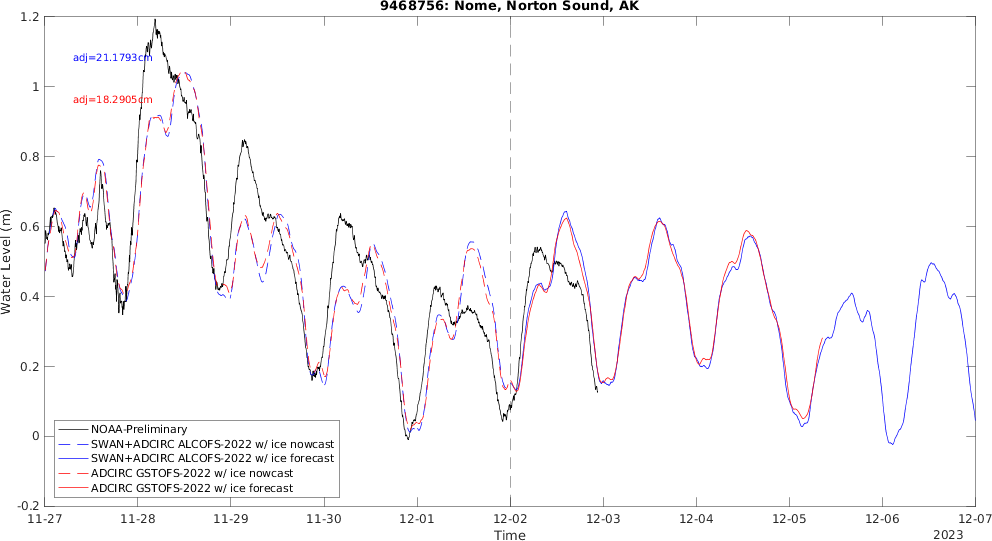 9468756: Nome, Norton Sound, AK
1.2
1
0.8
0.6
0.4
0.2
0
-0.2
Water Level (m)
adj=21.1793cm
adj=18.2905cm
NOAA-Preliminary
SWAN+ADCIRC ALCOFS-2022 w/ ice nowcast
SWAN+ADCIRC ALCOFS-2022 w/ ice forecast
ADCIRC GSTOFS-2022 w/ ice nowcast
ADCIRC GSTOFS-2022 w/ ice forecast
11-27 11-28 11-29 11-30 12-01 12-02 12-03 12-04 12-05 12-06 12-07
Time
2023